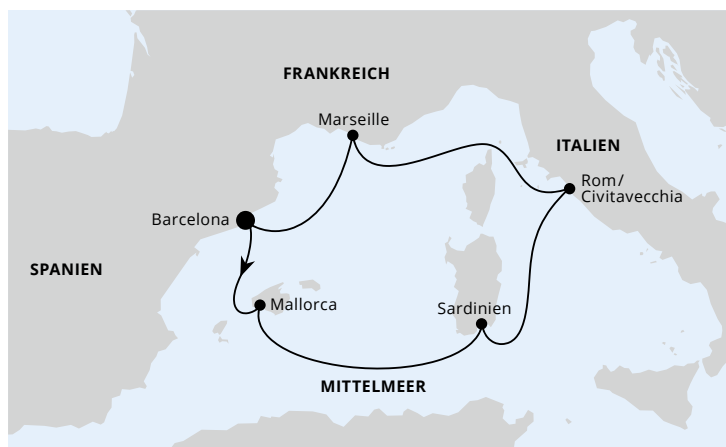 FRANKREICH
Marseille
ITALIEN
Rom/
Civitavecchia
Barcelona
SPANIEN
Mallorca
Sardinien
MITTELMEER